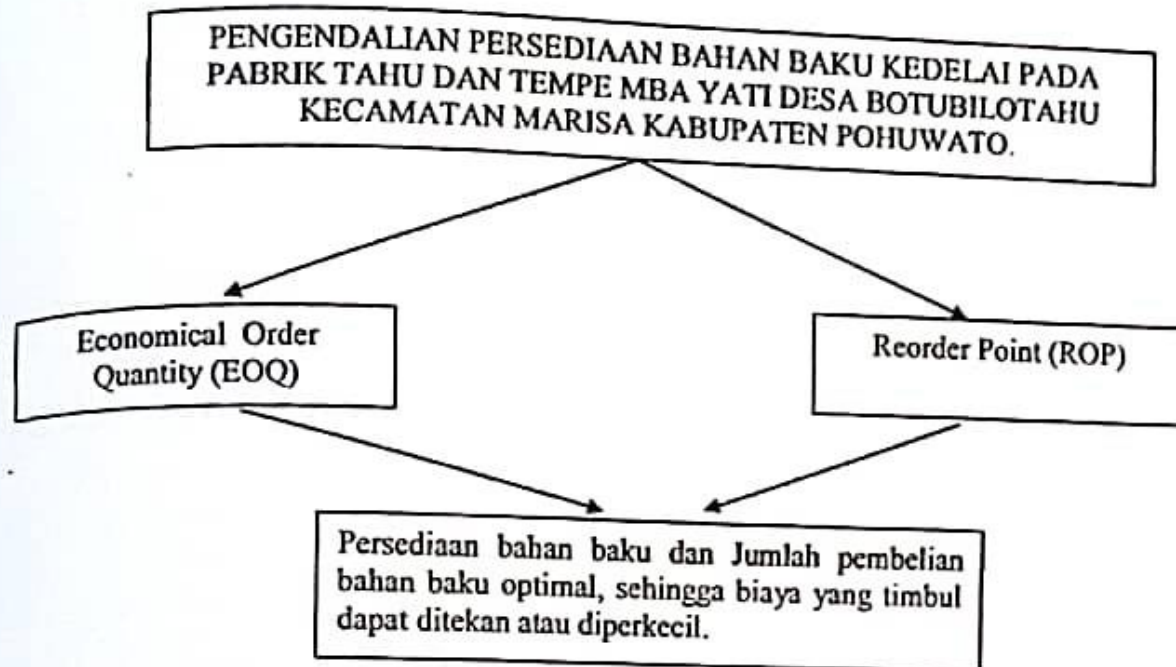 PENGENDALIAN PERSEDIAAN BAHAN BAKU KEDELAI PADA
PABRIK TAHU DAN TEMPE MBA YATI DESA BOTUBILOTAHU
KECAMATAN MARISA KABUPATEN POHUWATO.
Economical Order
Quantity (EOQ)
Reorder Point (ROP)
Persediaan bahan baku dan Jumlah pembelian
bahan baku optimal, sehingga biaya yang timbul
dapat ditekan atau diperkecil.